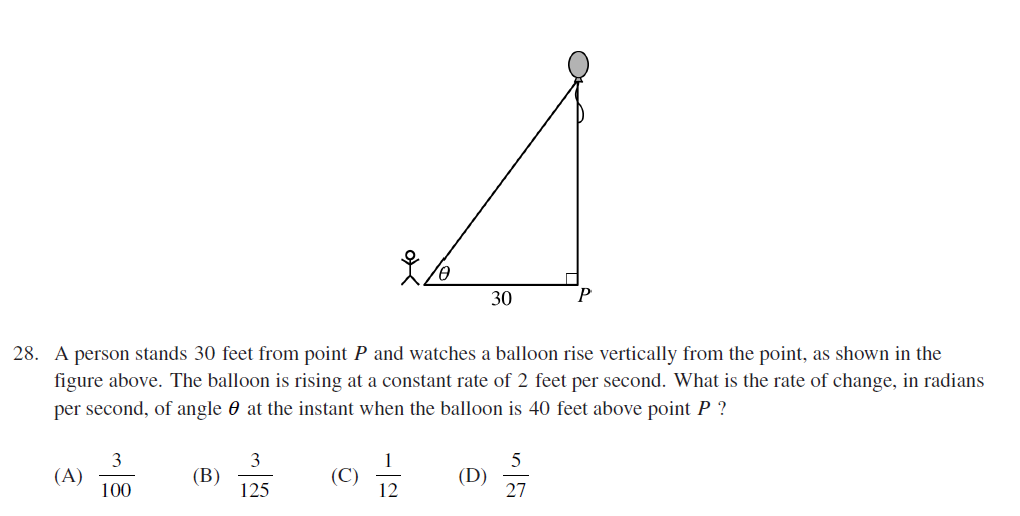 θ
30 P
28. A person stands 30 feet from point P and watches a balloon rise vertically from the point, as shown in the
figure above. The balloon is rising at a constant rate of 2 feet per second. What is the rate of change, in radians
per second, of angle θ at the instant when the balloon is 40 feet above point P ?
(A) 3/100 (B) 3/125 (C) 1/12 (D) 5/27